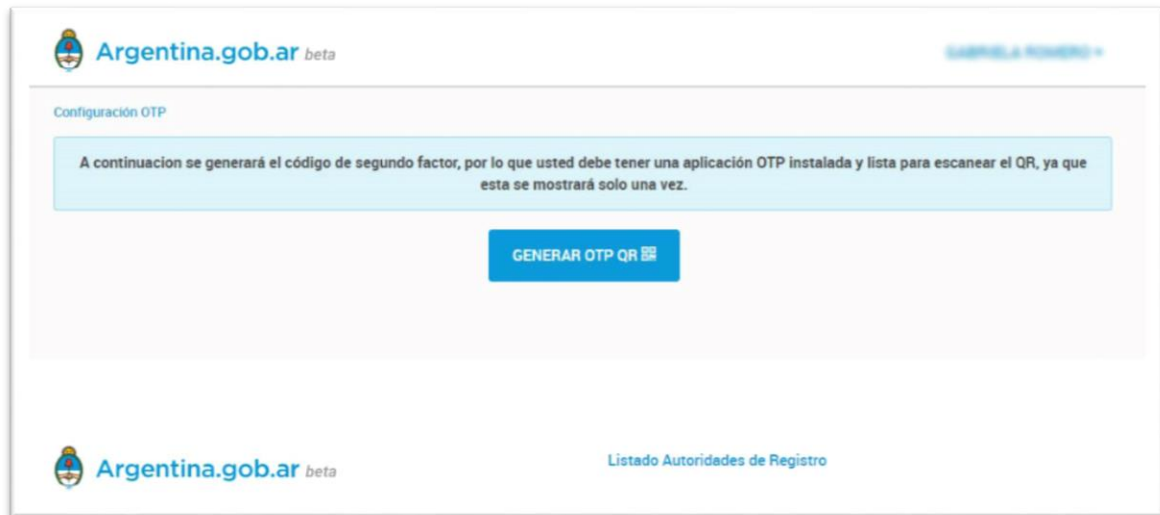 Argentina.gob.ar beta
Configuración OTP
A continuacion se generará el código de segundo factor, por lo que usted debe tener una aplicación OTP instalada y lista para escanear el QR, ya que
esta se mostrará solo una vez.
GENERAR OTP QR
Argentina.gob.ar beta
Listado Autoridades de Registro